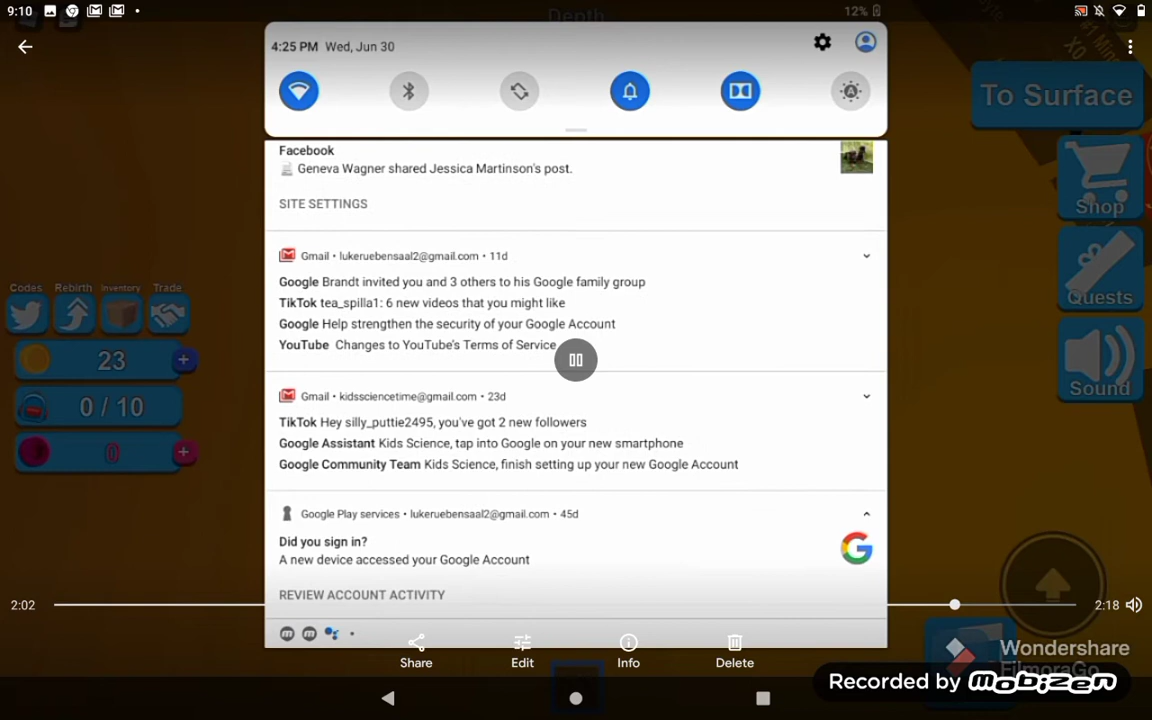 9:10
Depth
12%
4:25 PM Wed, Jun 30
To Surface
Facebook
Geneva Wagner shared Jessica Martinson's post.
SITE SETTINGS
Shop
Gmail • lukeruebensaal2@gmail.com • 11d
Google Brandt invited you and 3 others to his Google family group
TikTok tea_spilla1: 6 new videos that you might like
Google Help strengthen the security of your Google Account
YouTube Changes to YouTube's Terms of Service
Codes Rebirth Inventory Trade
Quests
23
Gmail • kidssciencetime@gmail.com • 23d
TikTok Hey silly_puttie2495, you've got 2 new followers
Google Assistant Kids Science, tap into Google on your new smartphone
Google Community Team Kids Science, finish setting up your new Google Account
0 / 10
Sound
0
Google Play services • lukeruebensaal2@gmail.com • 45d
Did you sign in?
A new device accessed your Google Account
REVIEW ACCOUNT ACTIVITY
2:02
2:18
Share
Edit
Info
Delete
Wondershare
FilmoraGo
Recorded by mobizen